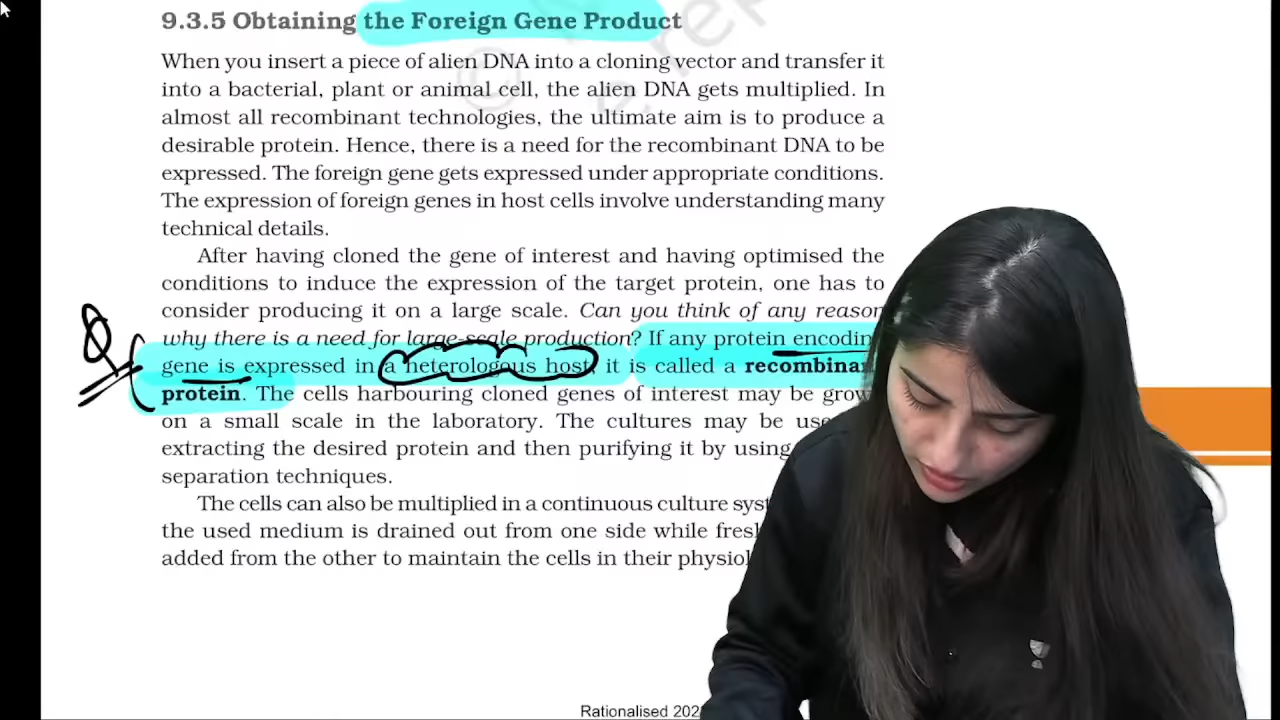 9.3.5 Obtaining the Foreign Gene Product
When you insert a piece of alien DNA into a cloning vector and transfer it
into a bacterial, plant or animal cell, the alien DNA gets multiplied. In
almost all recombinant technologies, the ultimate aim is to produce a
desirable protein. Hence, there is a need for the recombinant DNA to be
expressed. The foreign gene gets expressed under appropriate conditions.
The expression of foreign genes in host cells involve understanding many
technical details.
After having cloned the gene of interest and having optimised the
conditions to induce the expression of the target protein, one has to
consider producing it on a large scale. Can you think of any reason
why there is a need for large-scale production? If any protein encodin
gene is expressed in a heterologous host, it is called a recombinan
protein. The cells harbouring cloned genes of interest may be grow
on a small scale in the laboratory. The cultures may be use
extracting the desired protein and then purifying it by using
separation techniques.
The cells can also be multiplied in a continuous culture syst
the used medium is drained out from one side while fresh
added from the other to maintain the cells in their physiol
Rationalised 202